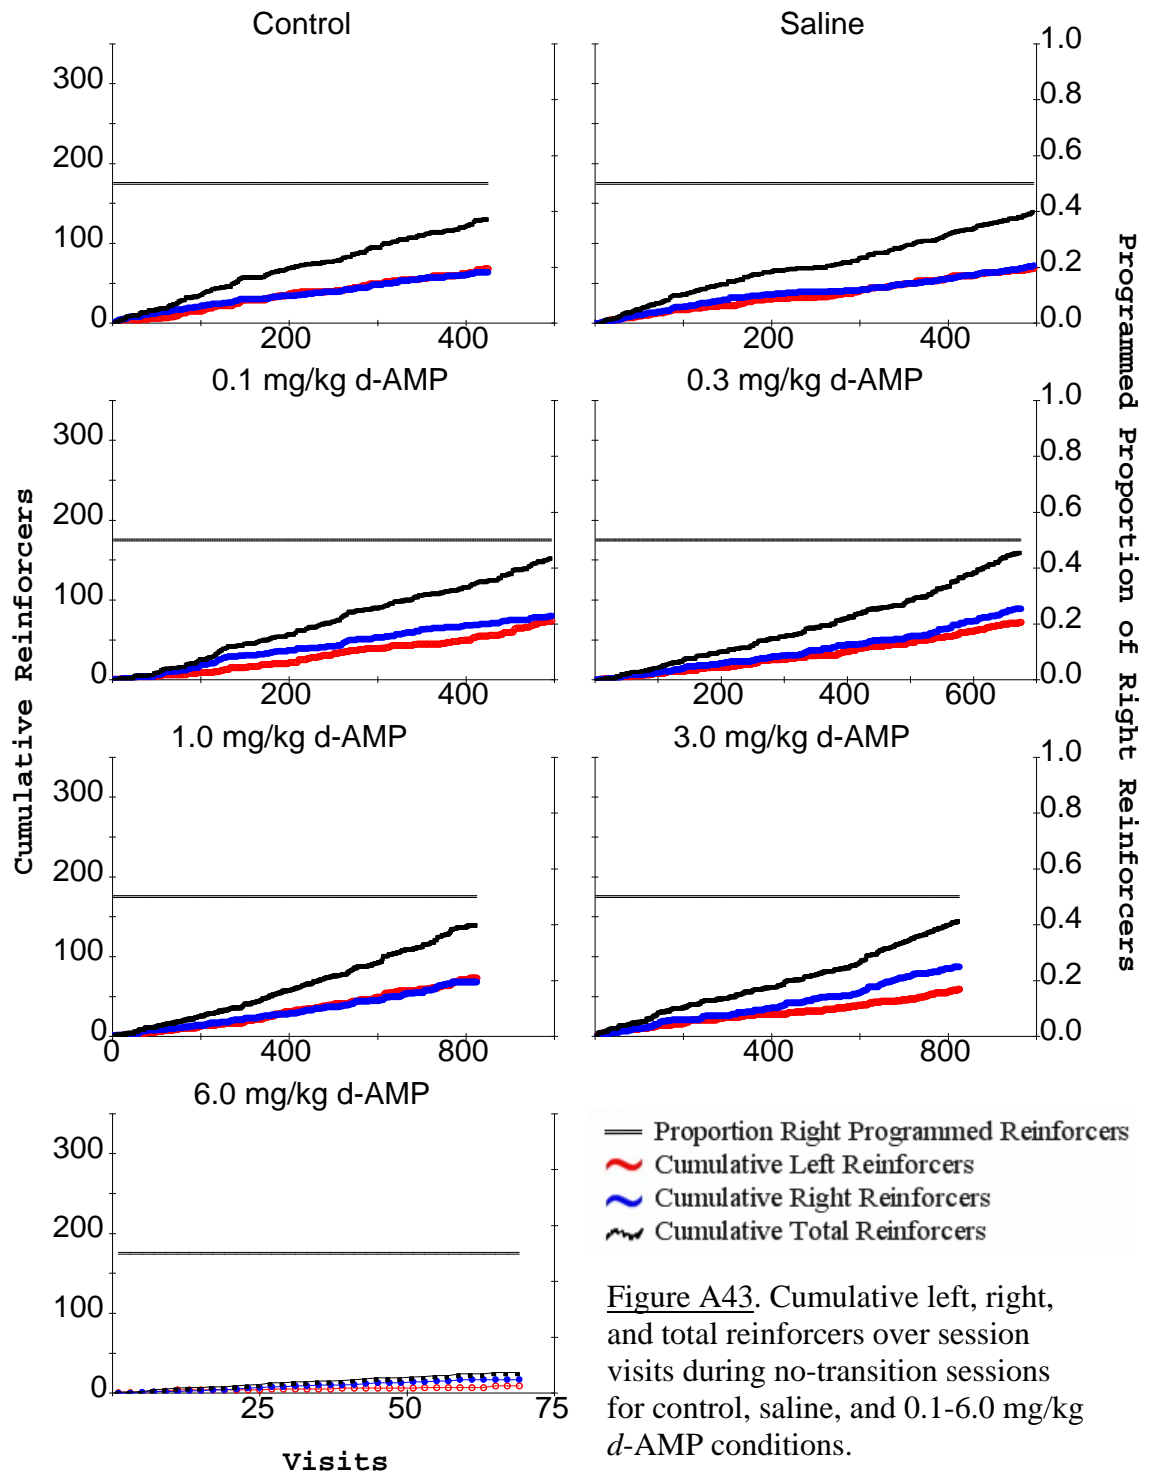 Control
Saline
300
200
100
0
200
400
1.0
0.8
0.6
0.4
0.2
0.0
200
400
0.1 mg/kg d-AMP
0.3 mg/kg d-AMP
300
200
100
0
200
400
1.0
0.8
0.6
0.4
0.2
0.0
200
400
600
1.0 mg/kg d-AMP
3.0 mg/kg d-AMP
300
200
100
0
0
400
800
1.0
0.8
0.6
0.4
0.2
0.0
400
800
6.0 mg/kg d-AMP
300
200
100
0
25
50
75
Cumulative Reinforcers
Programmed Proportion of Right Reinforcers
Visits
Proportion Right Programmed Reinforcers
Cumulative Left Reinforcers
Cumulative Right Reinforcers
Cumulative Total Reinforcers
Figure A43. Cumulative left, right,
and total reinforcers over session
visits during no-transition sessions
for control, saline, and 0.1-6.0 mg/kg
d-AMP conditions.